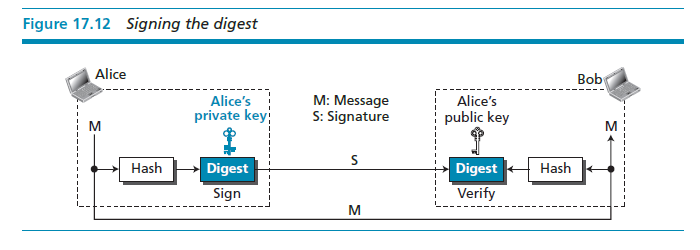 Figure 17.12 Signing the digest
Alice
Bob
Alice's
private key
M: Message
S: Signature
Alice's
public key
M
M
Hash
Digest
S
Digest
Hash
Sign
Verify
M